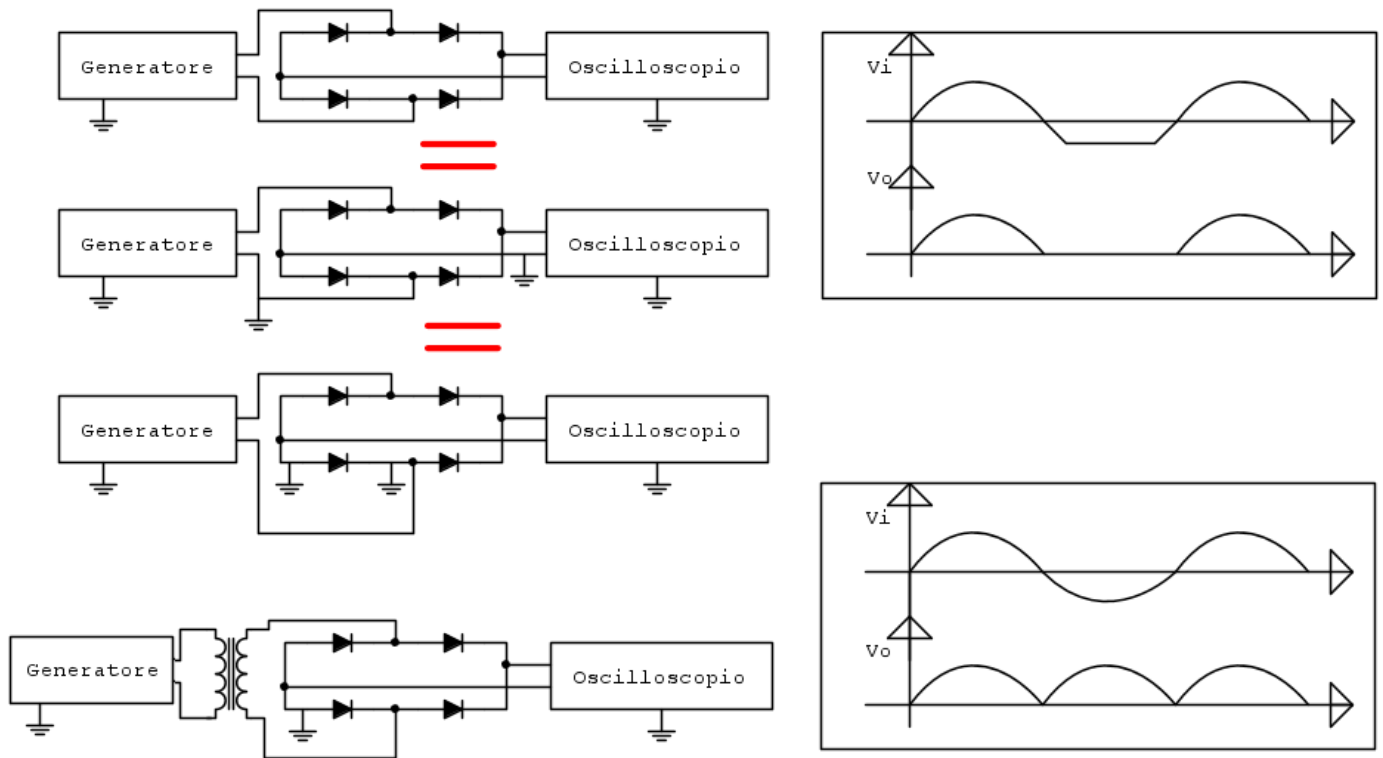 Generatore
Oscilloscopio
Vi
Vo
Generatore
Oscilloscopio
Generatore
Oscilloscopio
Vi
Vo
Generatore
Oscilloscopio